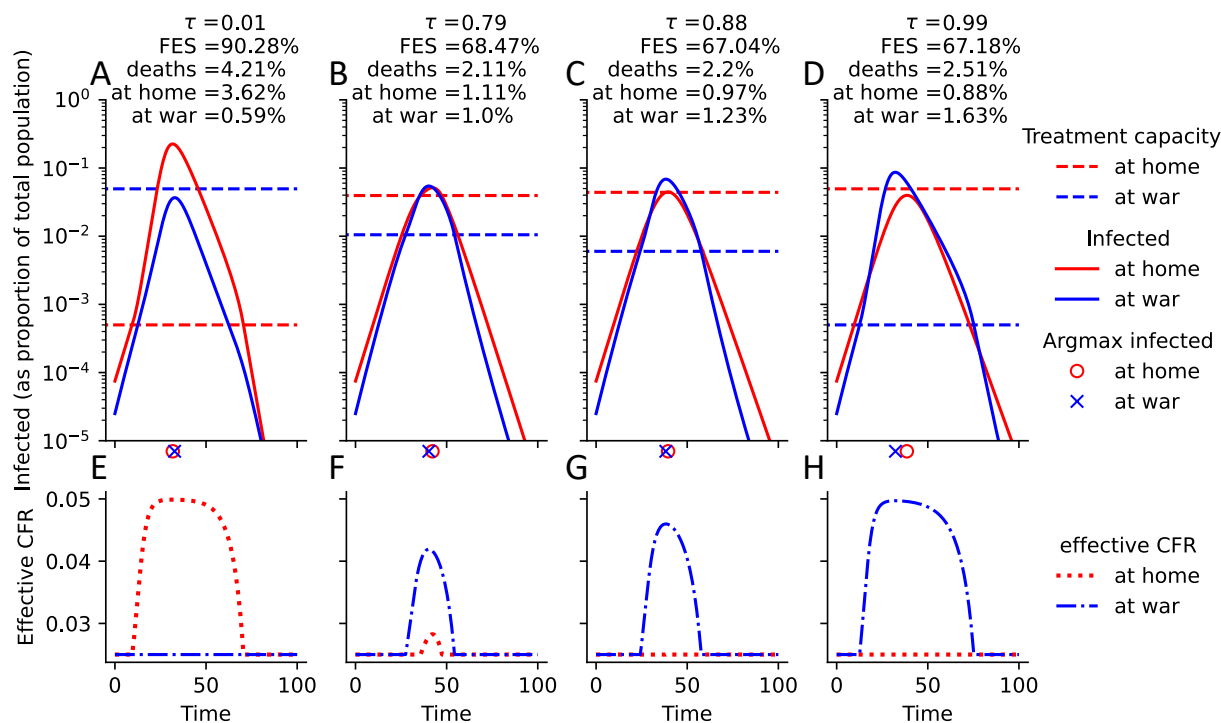 τ =0.01
FES =90.28%
deaths =4.21%
at home =3.62%
at war =0.59%
τ =0.79
FES =68.47%
deaths =2.11%
at home =1.11%
at war =1.0%
τ =0.88
FES =67.04%
deaths =2.2%
at home =0.97%
at war =1.23%
τ =0.99
FES =67.18%
deaths =2.51%
at home =0.88%
at war =1.63%
A
B
C
D
Infected (as proportion of total population)
10⁰
10⁻¹
10⁻²
10⁻³
10⁻⁴
10⁻⁵
Treatment capacity
at home
at war
Infected
at home
at war
Argmax infected
at home
at war
E
F
G
H
Effective CFR
0.05
0.04
0.03
0
50
100
Time
0
50
100
Time
0
50
100
Time
0
50
100
Time
effective CFR
at home
at war